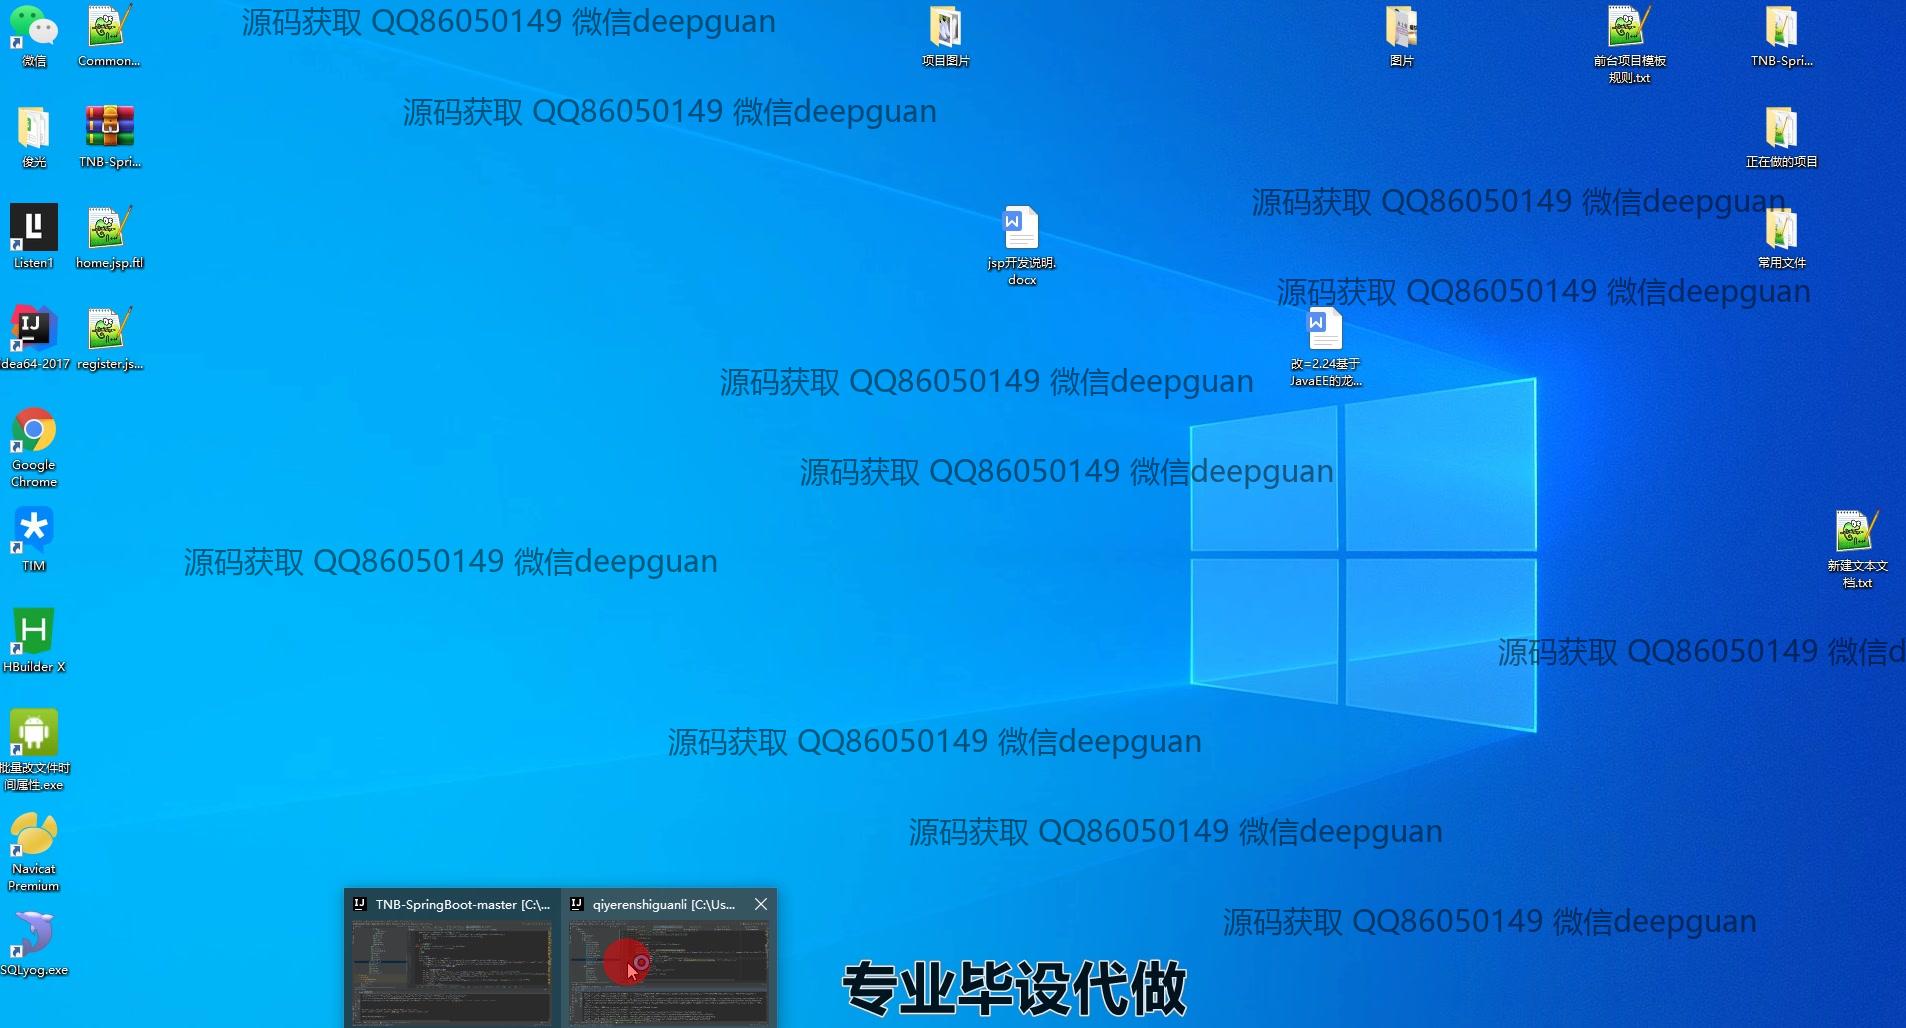 源码获取 QQ86050149 微信deepguan
微信
Common...
项目图片
图片
前台项目模板
规则.txt
TNB-Spri...
源码获取 QQ86050149 微信deepguan
俊光
TNB-Spri...
正在做的项目
源码获取 QQ86050149 微信deepguan
Listen1
home.jsp.ftl
jsp开发说明.
docx
常用文件
源码获取 QQ86050149 微信deepguan
dea64-2017
register.js...
改=2.24基于
JavaEE的龙...
源码获取 QQ86050149 微信deepguan
Google
Chrome
源码获取 QQ86050149 微信deepguan
TIM
源码获取 QQ86050149 微信deepguan
新建文本文
档.txt
HBuilder X
源码获取 QQ86050149 微信d
源码获取 QQ86050149 微信deepguan
批量改文件时
间属性.exe
源码获取 QQ86050149 微信deepguan
Navicat
Premium
TNB-SpringBoot-master [C:\...
qiyerenshiguanli [C:\Us...
源码获取 QQ86050149 微信deepguan
SQLyog.exe
专业毕设代做